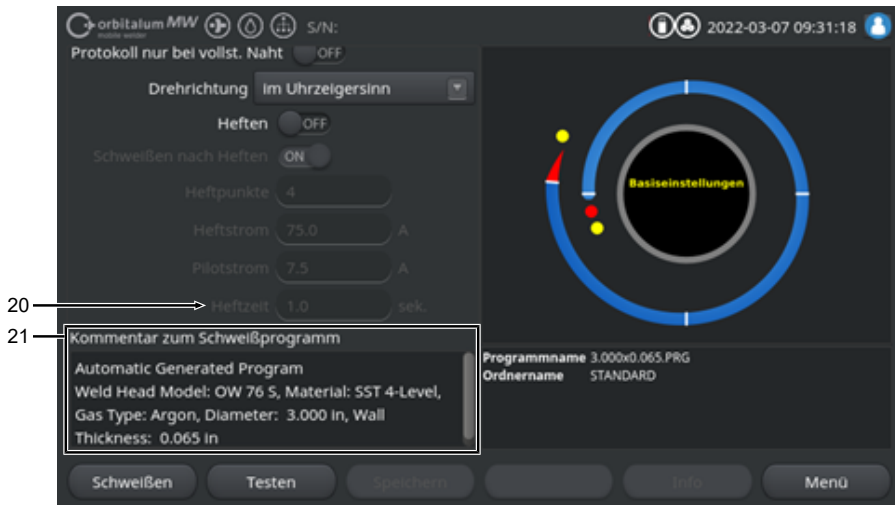 orbitalum MW S/N: 2022-03-07 09:31:18
mobile welder
Protokoll nur bei vollst. Naht OFF
Drehrichtung Im Uhrzeigersinn
Heften OFF
Schweißen nach Heften ON
Heftpunkte 4
Heftstrom 75.0 A
Pilotstrom 7.5 A
20 Heftzeit 1.0 sek.
21 Kommentar zum Schweißprogramm
Automatic Generated Program
Weld Head Model: OW 76 S, Material: SST 4-Level,
Gas Type: Argon, Diameter: 3.000 in, Wall
Thickness: 0.065 in
Basiseinstellungen
Programmname 3.000x0.065.PRG
Ordnername STANDARD
Schweißen Testen Speichern Info Menü